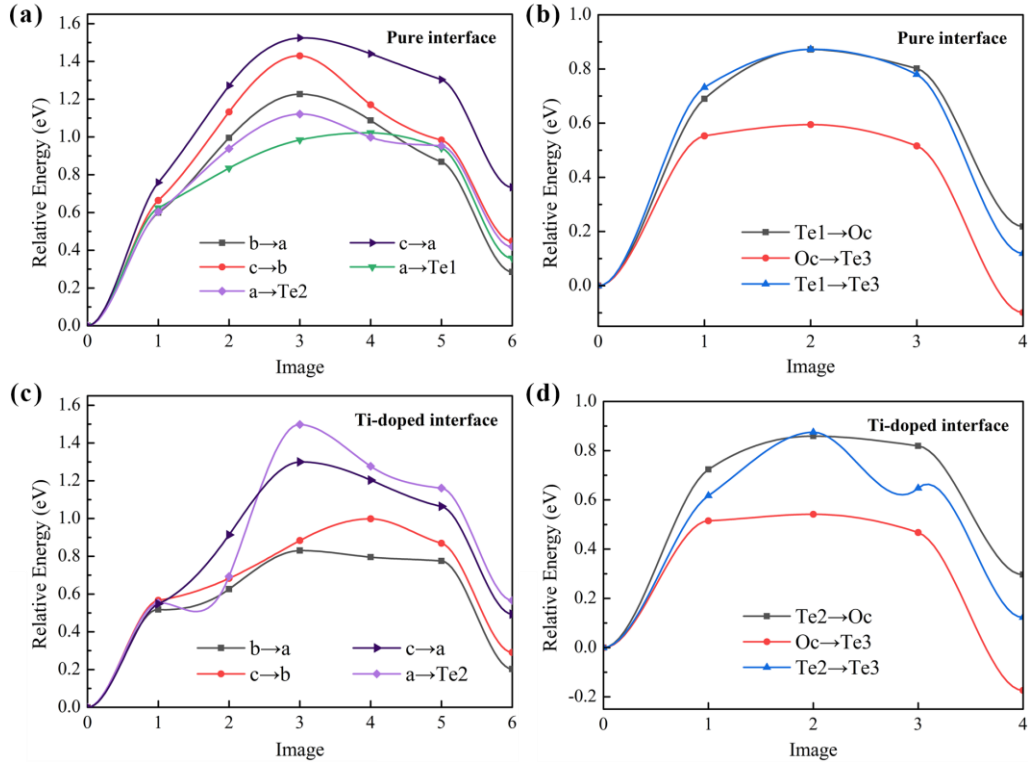 (a)
Pure interface
Relative Energy (eV)
1.6
1.4
1.2
1.0
0.8
0.6
0.4
0.2
0.0
b→a
c→a
c→b
a→Te1
a→Te2
0 1 2 3 4 5 6
Image
(b)
Pure interface
Relative Energy (eV)
1.0
0.8
0.6
0.4
0.2
0.0
Te1→Oc
Oc→Te3
Te1→Te3
0 1 2 3 4
Image
(c)
Ti-doped interface
Relative Energy (eV)
1.6
1.4
1.2
1.0
0.8
0.6
0.4
0.2
0.0
b→a
c→a
c→b
a→Te2
0 1 2 3 4 5 6
Image
(d)
Ti-doped interface
Relative Energy (eV)
1.0
0.8
0.6
0.4
0.2
0.0
-0.2
Te2→Oc
Oc→Te3
Te2→Te3
0 1 2 3 4
Image